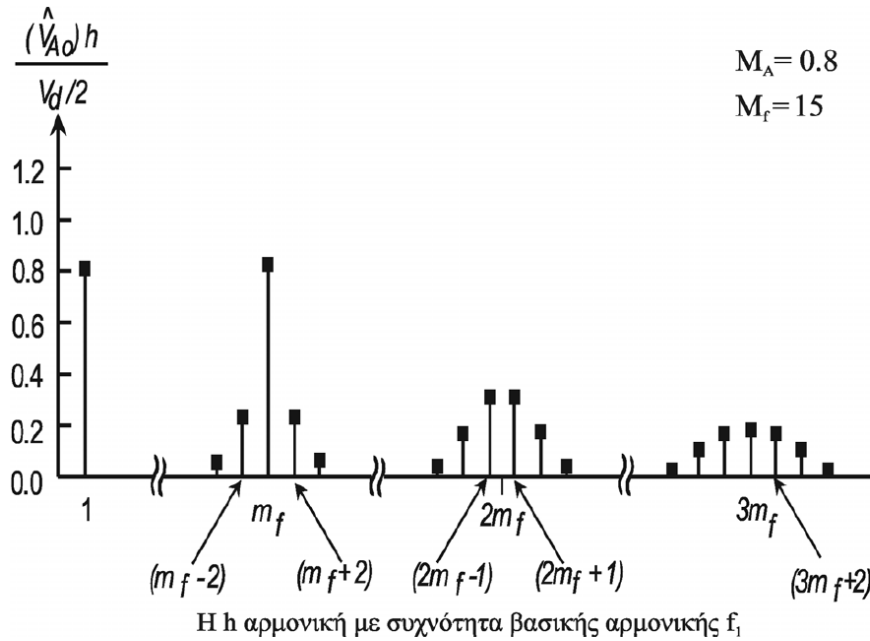 (V̂Ao)h
Vd/2
MA= 0.8
Mf= 15
1.2
1.0
0.8
0.6
0.4
0.2
0.0
1
mf
2mf
3mf
(mf-2)
(mf+2)
(2mf-1)
(2mf+1)
(3mf+2)
Η h αρμονική με συχνότητα βασικής αρμονικής f1